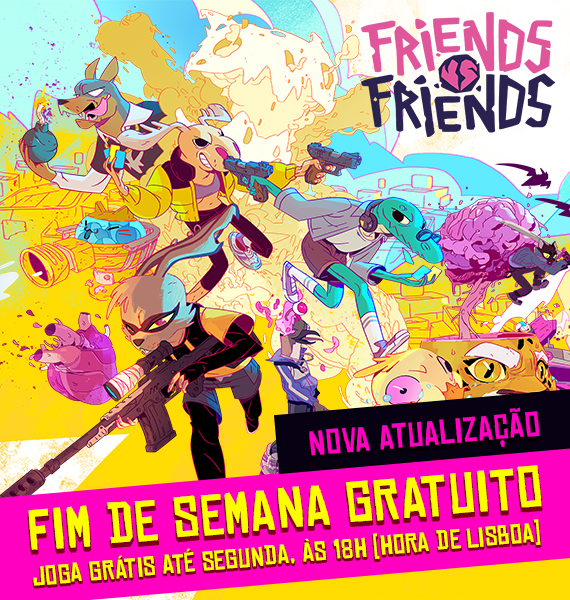 FRIENDS
VS
FRIENDS
NOVA ATUALIZAÇÃO
FIM DE SEMANA GRATUITO
JOGA GRÁTIS ATÉ SEGUNDA, ÀS 18H (HORA DE LISBOA)